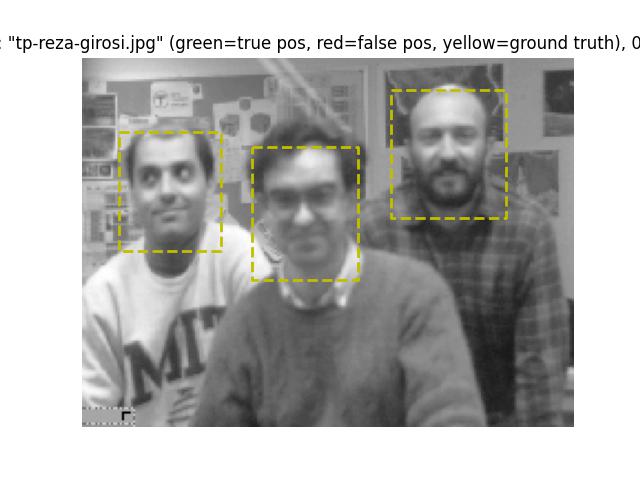 : "tp-reza-girosi.jpg" (green=true pos, red=false pos, yellow=ground truth), 0
MIT